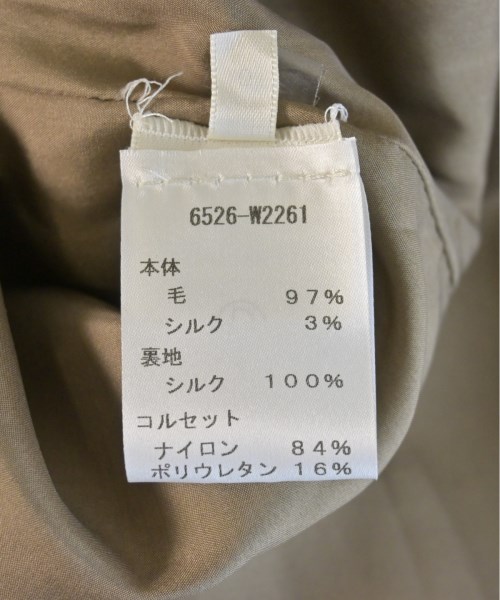 6526-W2261
本体
毛 97%
シルク 3%
裏地
シルク 100%
コルセット
ナイロン 84%
ポリウレタン 16%